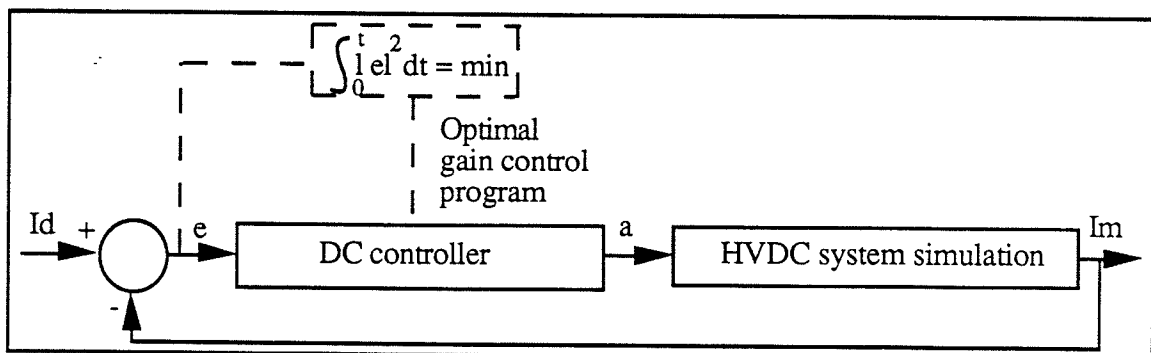 ∫₀ᵗ |e|² dt = min
Optimal
gain control
program
Id
+
e
DC controller
a
HVDC system simulation
Im
-